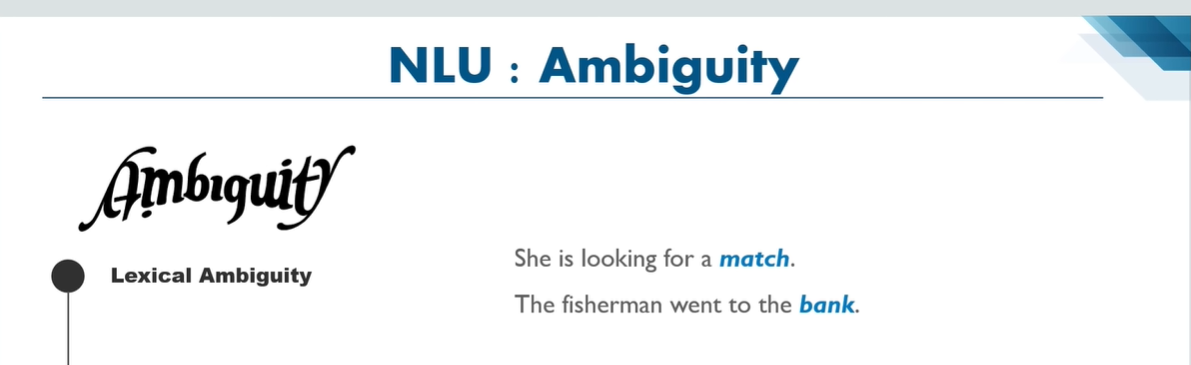 NLU : Ambiguity
Ambiguity
Lexical Ambiguity
She is looking for a match.
The fisherman went to the bank.